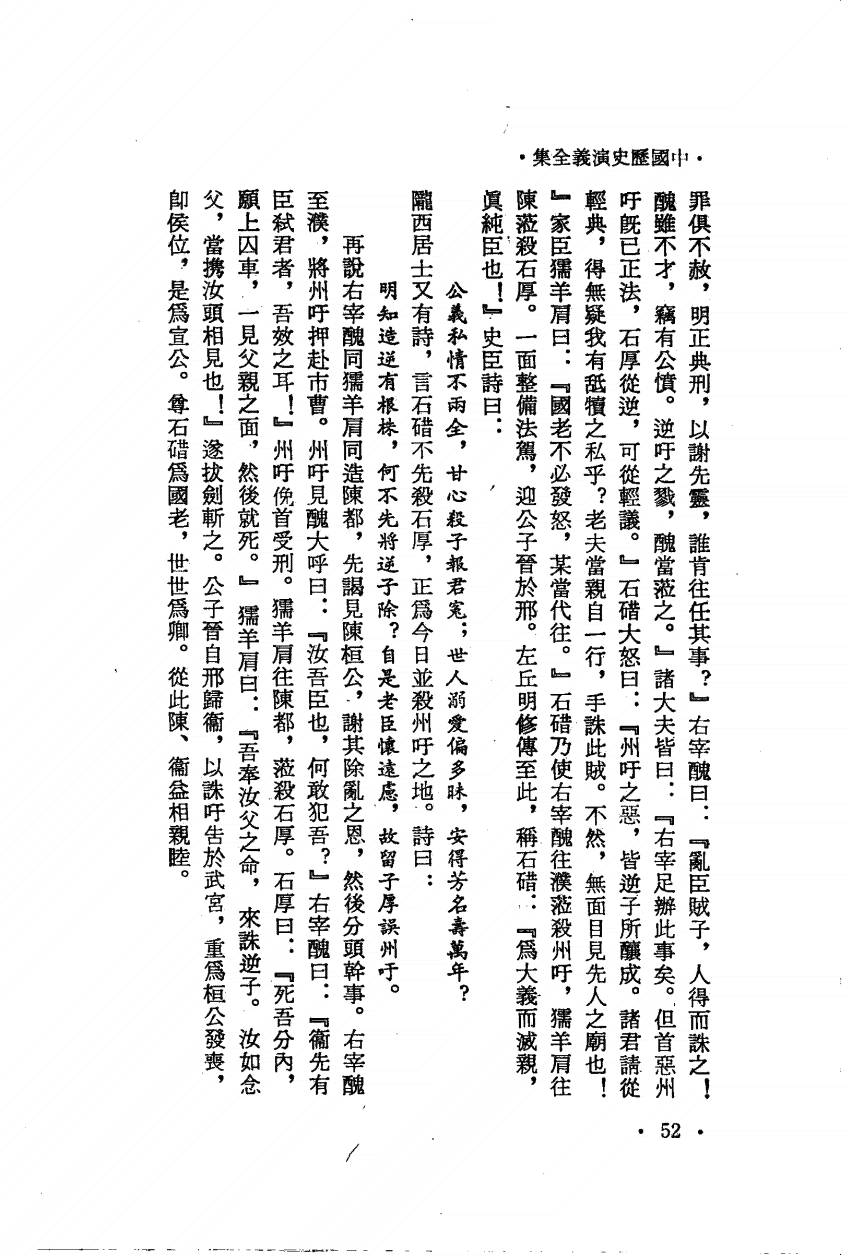 ·中國歷史演義全集·
罪俱不赦，明正典刑，以謝先靈，誰肯往任其事？』右宰醜曰：『亂臣賊子，人得而誅之！
醜雖不才，竊有公憤。逆吁之戮，醜當蒞之。』諸大夫皆曰：『右宰足辦此事矣。但首惡州
吁旣已正法，石厚從逆，可從輕議。』石碏大怒曰：『州吁之惡，皆逆子所釀成。諸君請從
輕典，得無疑我有舐犢之私乎？老夫當親自一行，手誅此賊。不然，無面目見先人之廟也！
』家臣獳羊肩曰：『國老不必發怒，某當代往。』石碏乃使右宰醜往濮蒞殺州吁，獳羊肩往
陳蒞殺石厚。一面整備法駕，迎公子晉於邢。左丘明修傳至此，稱石碏：『爲大義而滅親，
眞純臣也！』史臣詩曰：
公義私情不兩全，甘心殺子報君寃；世人溺愛偏多昧，安得芳名壽萬年？
隴西居士又有詩，言石碏不先殺石厚，正爲今日並殺州吁之地。詩曰：
明知造逆有根株，何不先將逆子除？自是老臣懷遠慮，故留子厚誤州吁。
再說右宰醜同獳羊肩同造陳都，先謁見陳桓公，謝其除亂之恩，然後分頭幹事。右宰醜
至濮，將州吁押赴市曹。州吁見醜大呼曰：『汝吾臣也，何敢犯吾？』右宰醜曰：『衞先有
臣弒君者，吾效之耳！』州吁俛首受刑。獳羊肩往陳都，蒞殺石厚。石厚曰：『死吾分內，
願上囚車，一見父親之面，然後就死。』獳羊肩曰：『吾奉汝父之命，來誅逆子。汝如念
父，當携汝頭相見也！』遂拔劍斬之。公子晉自邢歸衞，以誅吁告於武宮，重爲桓公發喪，
卽侯位，是爲宣公。尊石碏爲國老，世世爲卿。從此陳、衞益相親睦。
· 52 ·